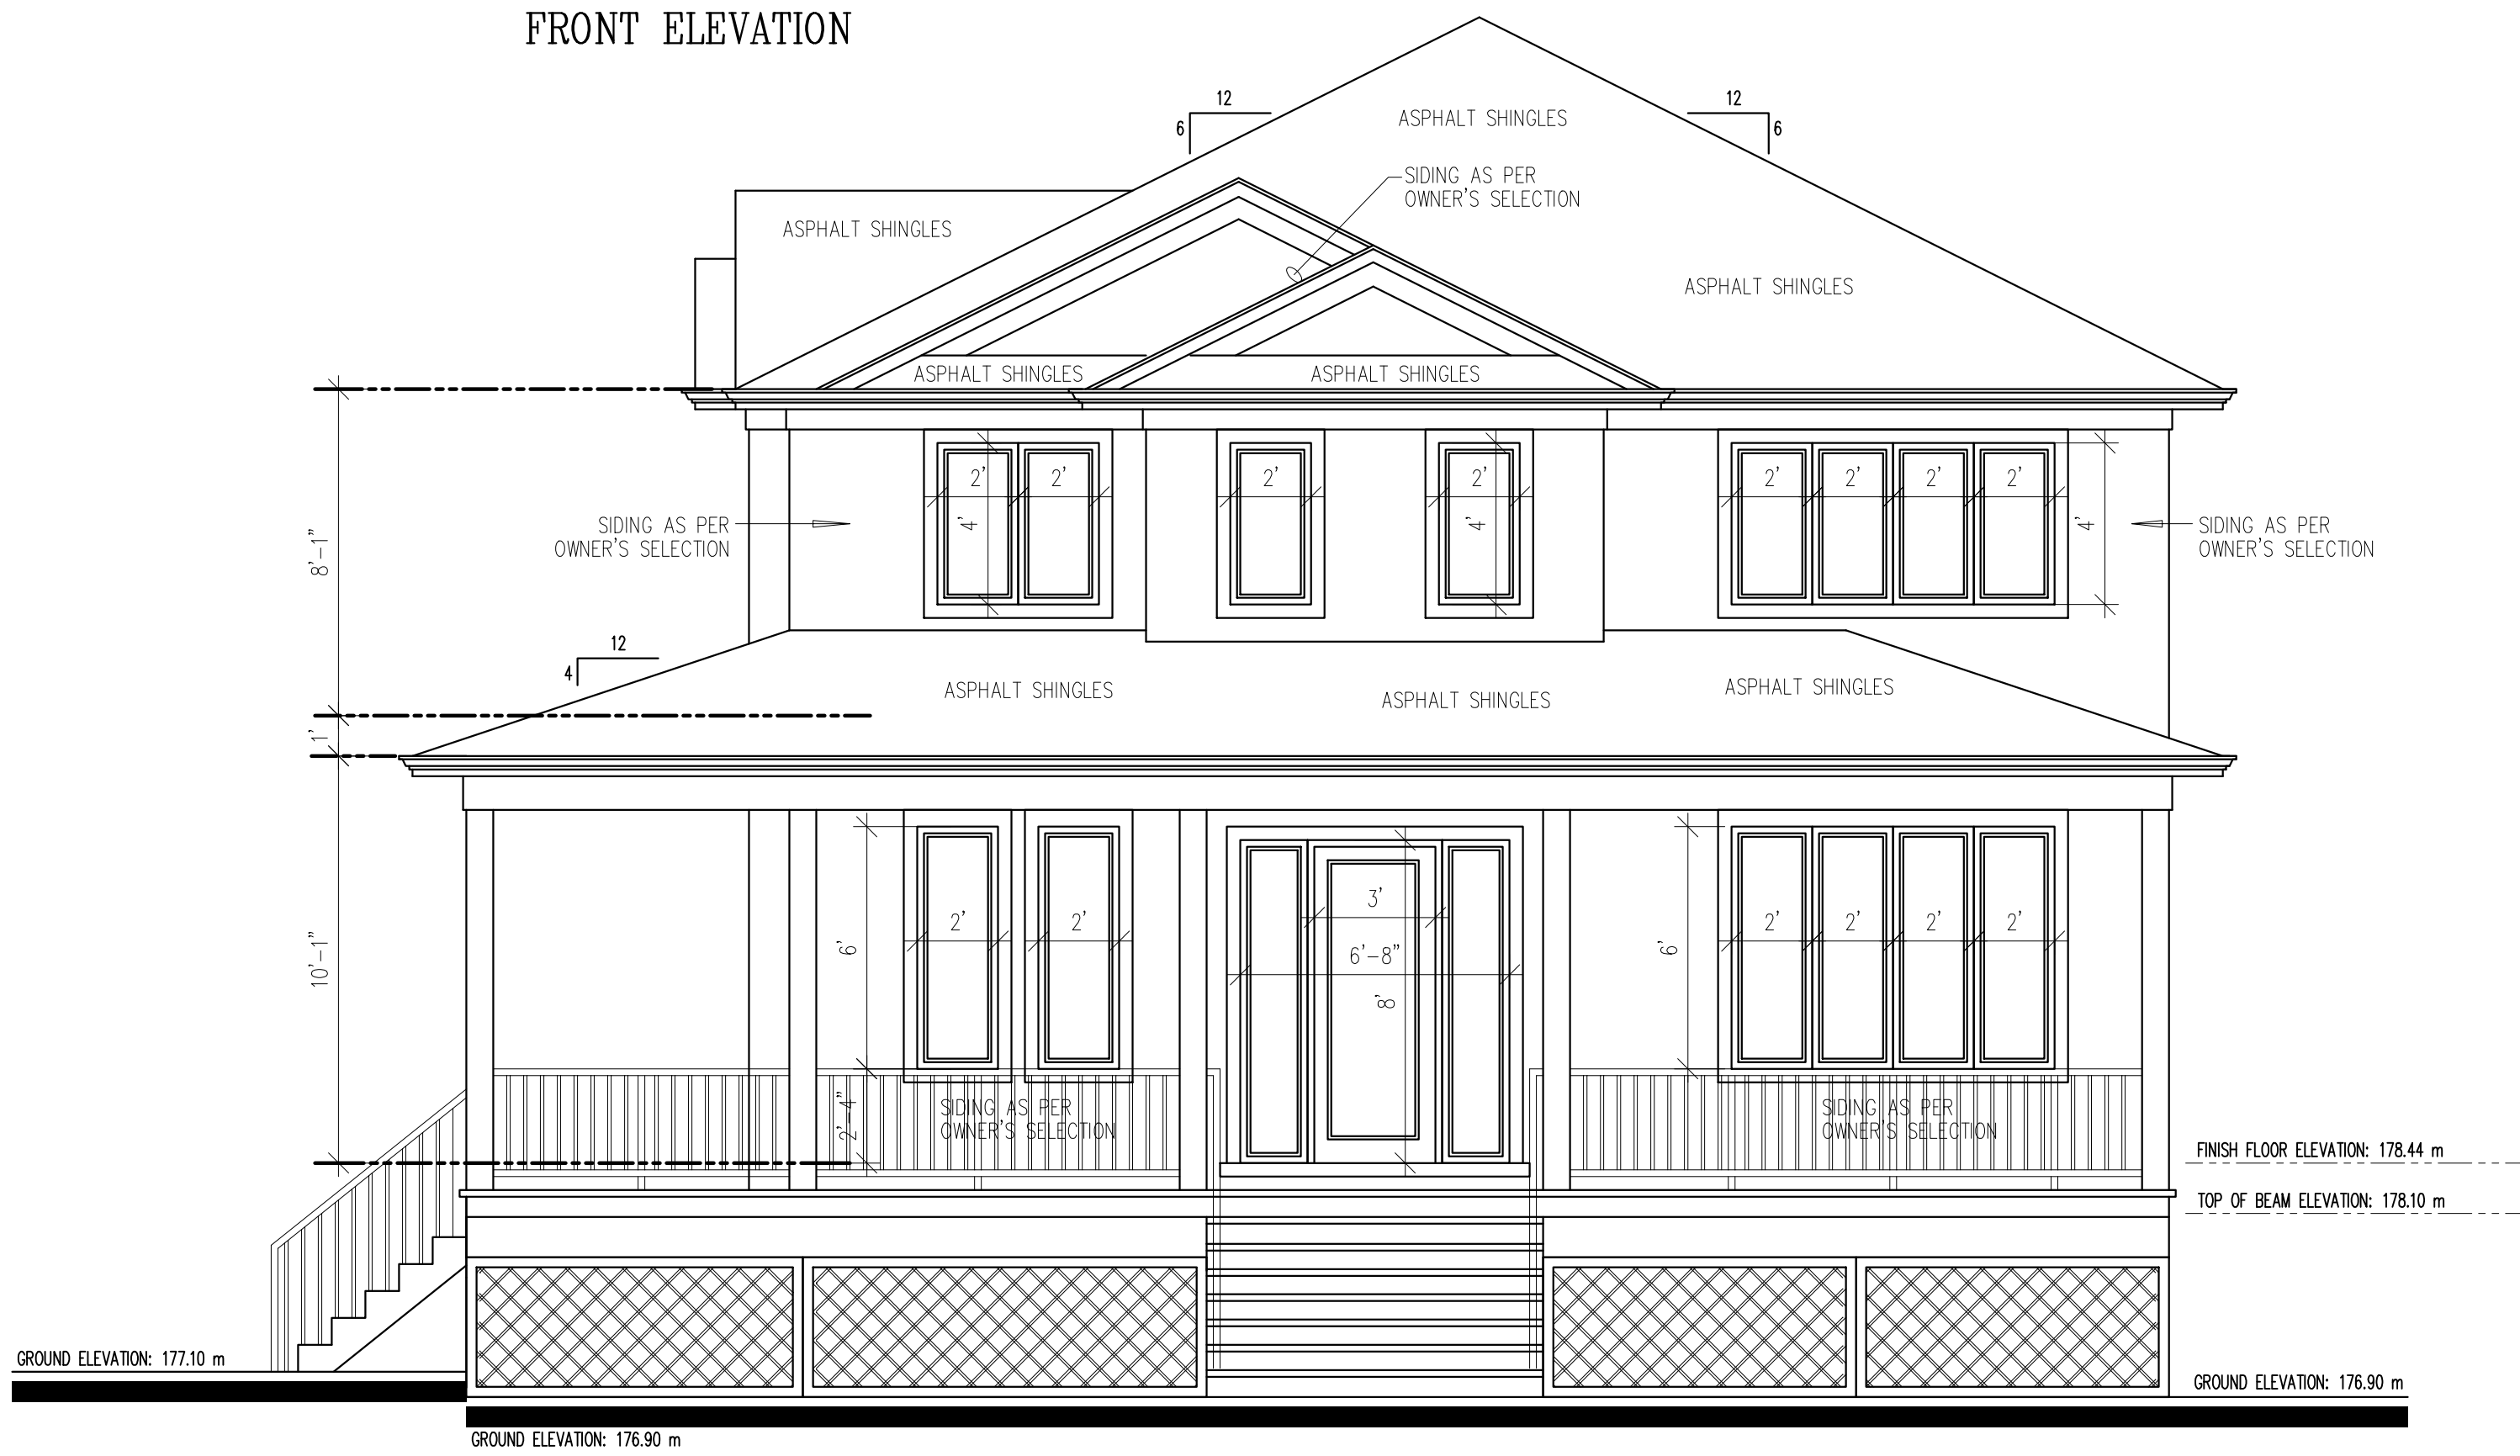 FRONT ELEVATION
12
12
6
6
ASPHALT SHINGLES
SIDING AS PER
OWNER'S SELECTION
ASPHALT SHINGLES
ASPHALT SHINGLES
ASPHALT SHINGLES
ASPHALT SHINGLES
2'
2'
2'
2'
2'
2'
2'
2'
4'
4'
4'
SIDING AS PER
OWNER'S SELECTION
SIDING AS PER
OWNER'S SELECTION
8'-1"
12
4
ASPHALT SHINGLES
ASPHALT SHINGLES
ASPHALT SHINGLES
1'
10'-1"
6'
2'
2'
3'
6'-8"
8'
6'
2'
2'
2'
2'
2'-4"
SIDING AS PER
OWNER'S SELECTION
SIDING AS PER
OWNER'S SELECTION
FINISH FLOOR ELEVATION: 178.44 m
TOP OF BEAM ELEVATION: 178.10 m
GROUND ELEVATION: 177.10 m
GROUND ELEVATION: 176.90 m
GROUND ELEVATION: 176.90 m